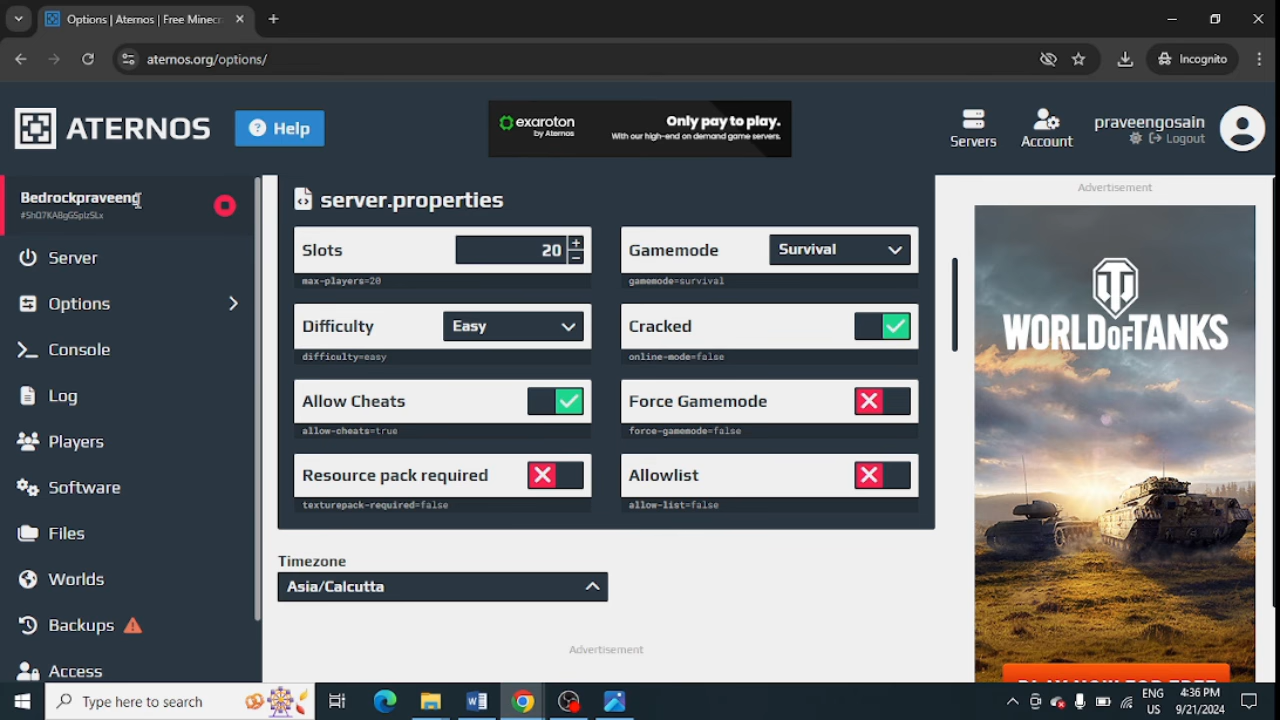 Options | Aternos | Free Minecr
aternos.org/options/
Incognito
ATERNOS
Help
exaroton
by Aternos
Only pay to play.
With our high-end on demand game servers.
Servers
Account
praveengosain
Logout
Bedrockpraveeng
Server
Options
Console
Log
Players
Software
Files
Worlds
Backups
Access
server.properties
Slots 20
max-players=20
Gamemode Survival
gamemode=survival
Difficulty Easy
difficulty=easy
Cracked
online-mode=false
Allow Cheats
allow-cheats=true
Force Gamemode
force-gamemode=false
Resource pack required
texturepack-required=false
Allowlist
allow-list=false
Timezone
Asia/Calcutta
Advertisement
Advertisement
WORLD OF TANKS
PLAY NOW FOR FREE
Type here to search
ENG
US
4:36 PM
9/21/2024